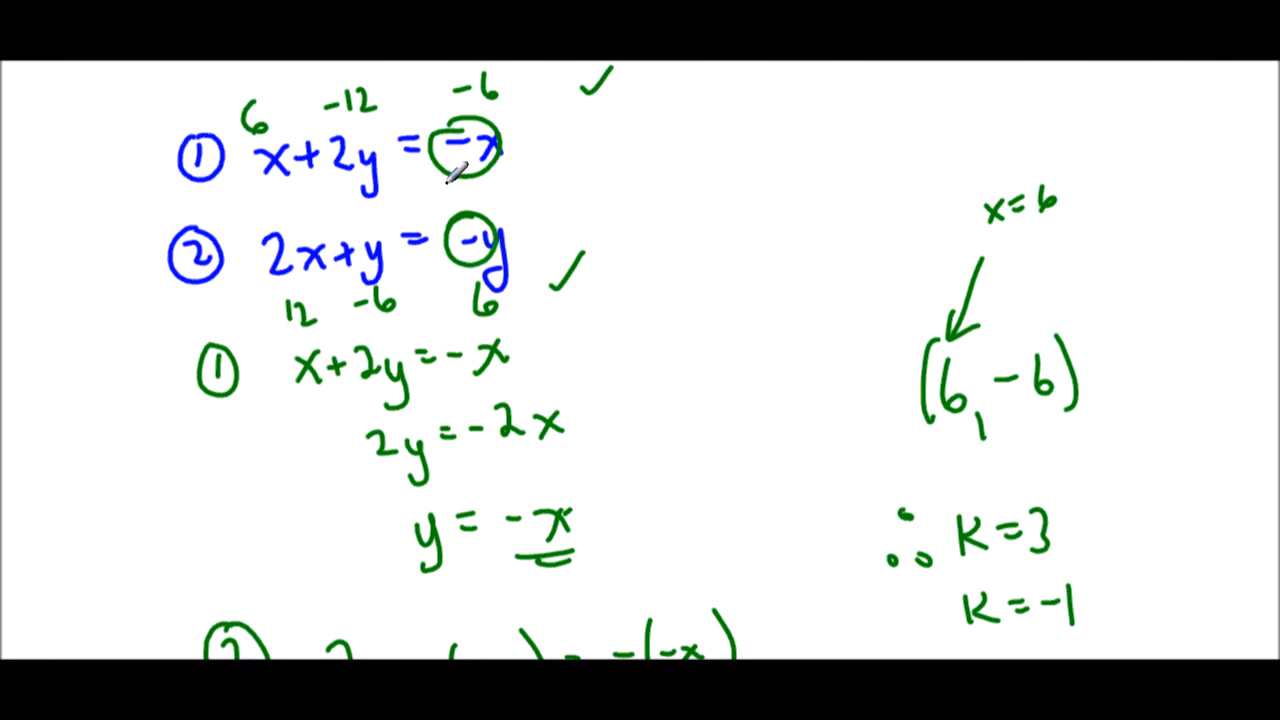 6 -12 -6 ✓
① x+2y = -x
② 2x+y = -y ✓
12 -6 6
① x+2y = -x
2y = -2x
y = -x
x=6
(6, -6)
∴ K=3
K=-1
② = -(-x)